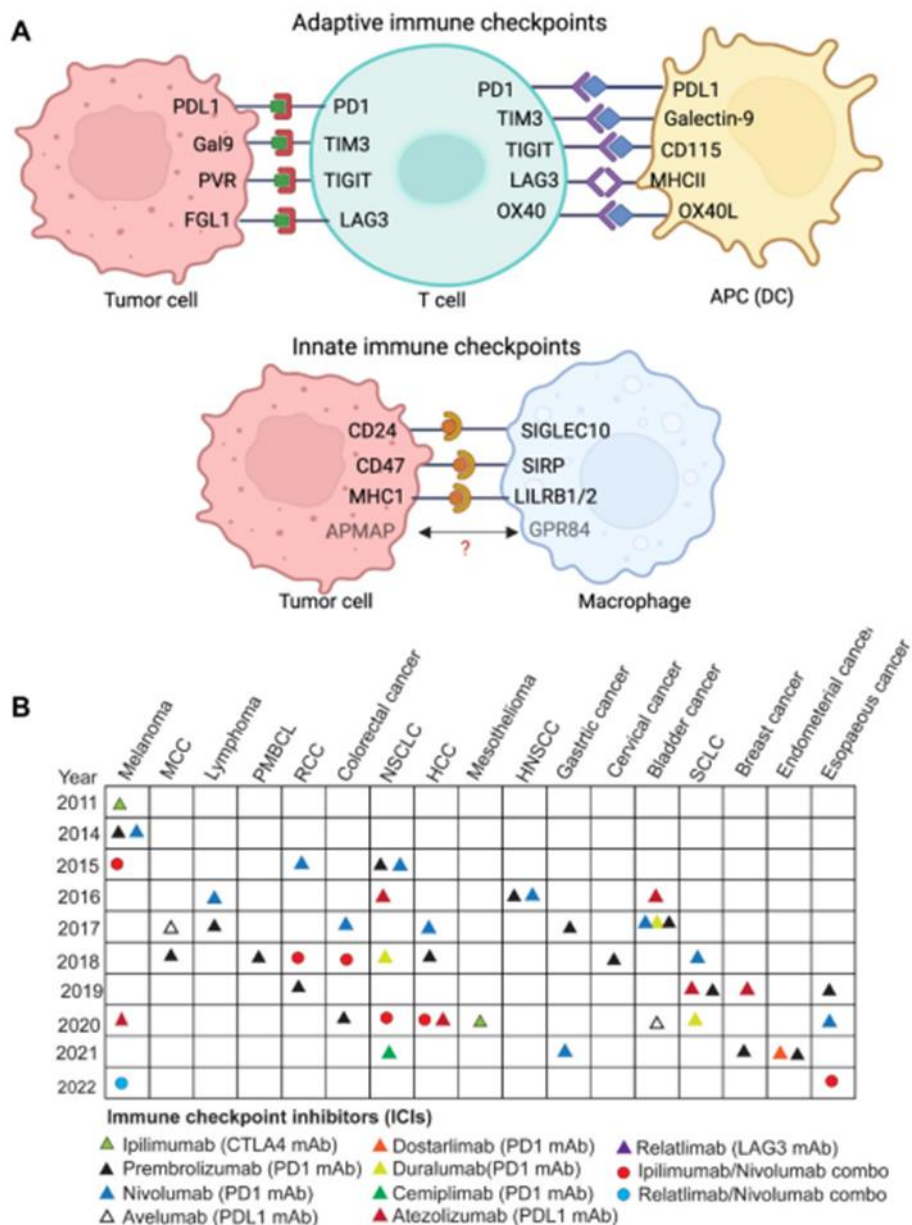 A
Adaptive immune checkpoints
PDL1 PD1 PD1 PDL1
Gal9 TIM3 TIM3 Galectin-9
PVR TIGIT TIGIT CD115
FGL1 LAG3 LAG3 MHCII
OX40 OX40L
Tumor cell T cell APC (DC)
Innate immune checkpoints
CD24 SIGLEC10
CD47 SIRP
MHC1 LILRB1/2
APMAP ? GPR84
Tumor cell Macrophage
B
Year Melanoma MCC Lymphoma PMBCL RCC Colorectal cancer NSCLC HCC Mesothelioma HNSCC Gastrtic cancer Cervical cancer Bladder cancer SCLC Breast cancer Endometerial cancer Esopaeous cancer
2011
2014
2015
2016
2017
2018
2019
2020
2021
2022
Immune checkpoint inhibitors (ICIs)
Ipilimumab (CTLA4 mAb) Dostarlimab (PD1 mAb) Relatlimab (LAG3 mAb)
Prembrolizumab (PD1 mAb) Duralumab(PD1 mAb) Ipilimumab/Nivolumab combo
Nivolumab (PD1 mAb) Cemiplimab (PD1 mAb) Relatlimab/Nivolumab combo
Avelumab (PDL1 mAb) Atezolizumab (PDL1 mAb)